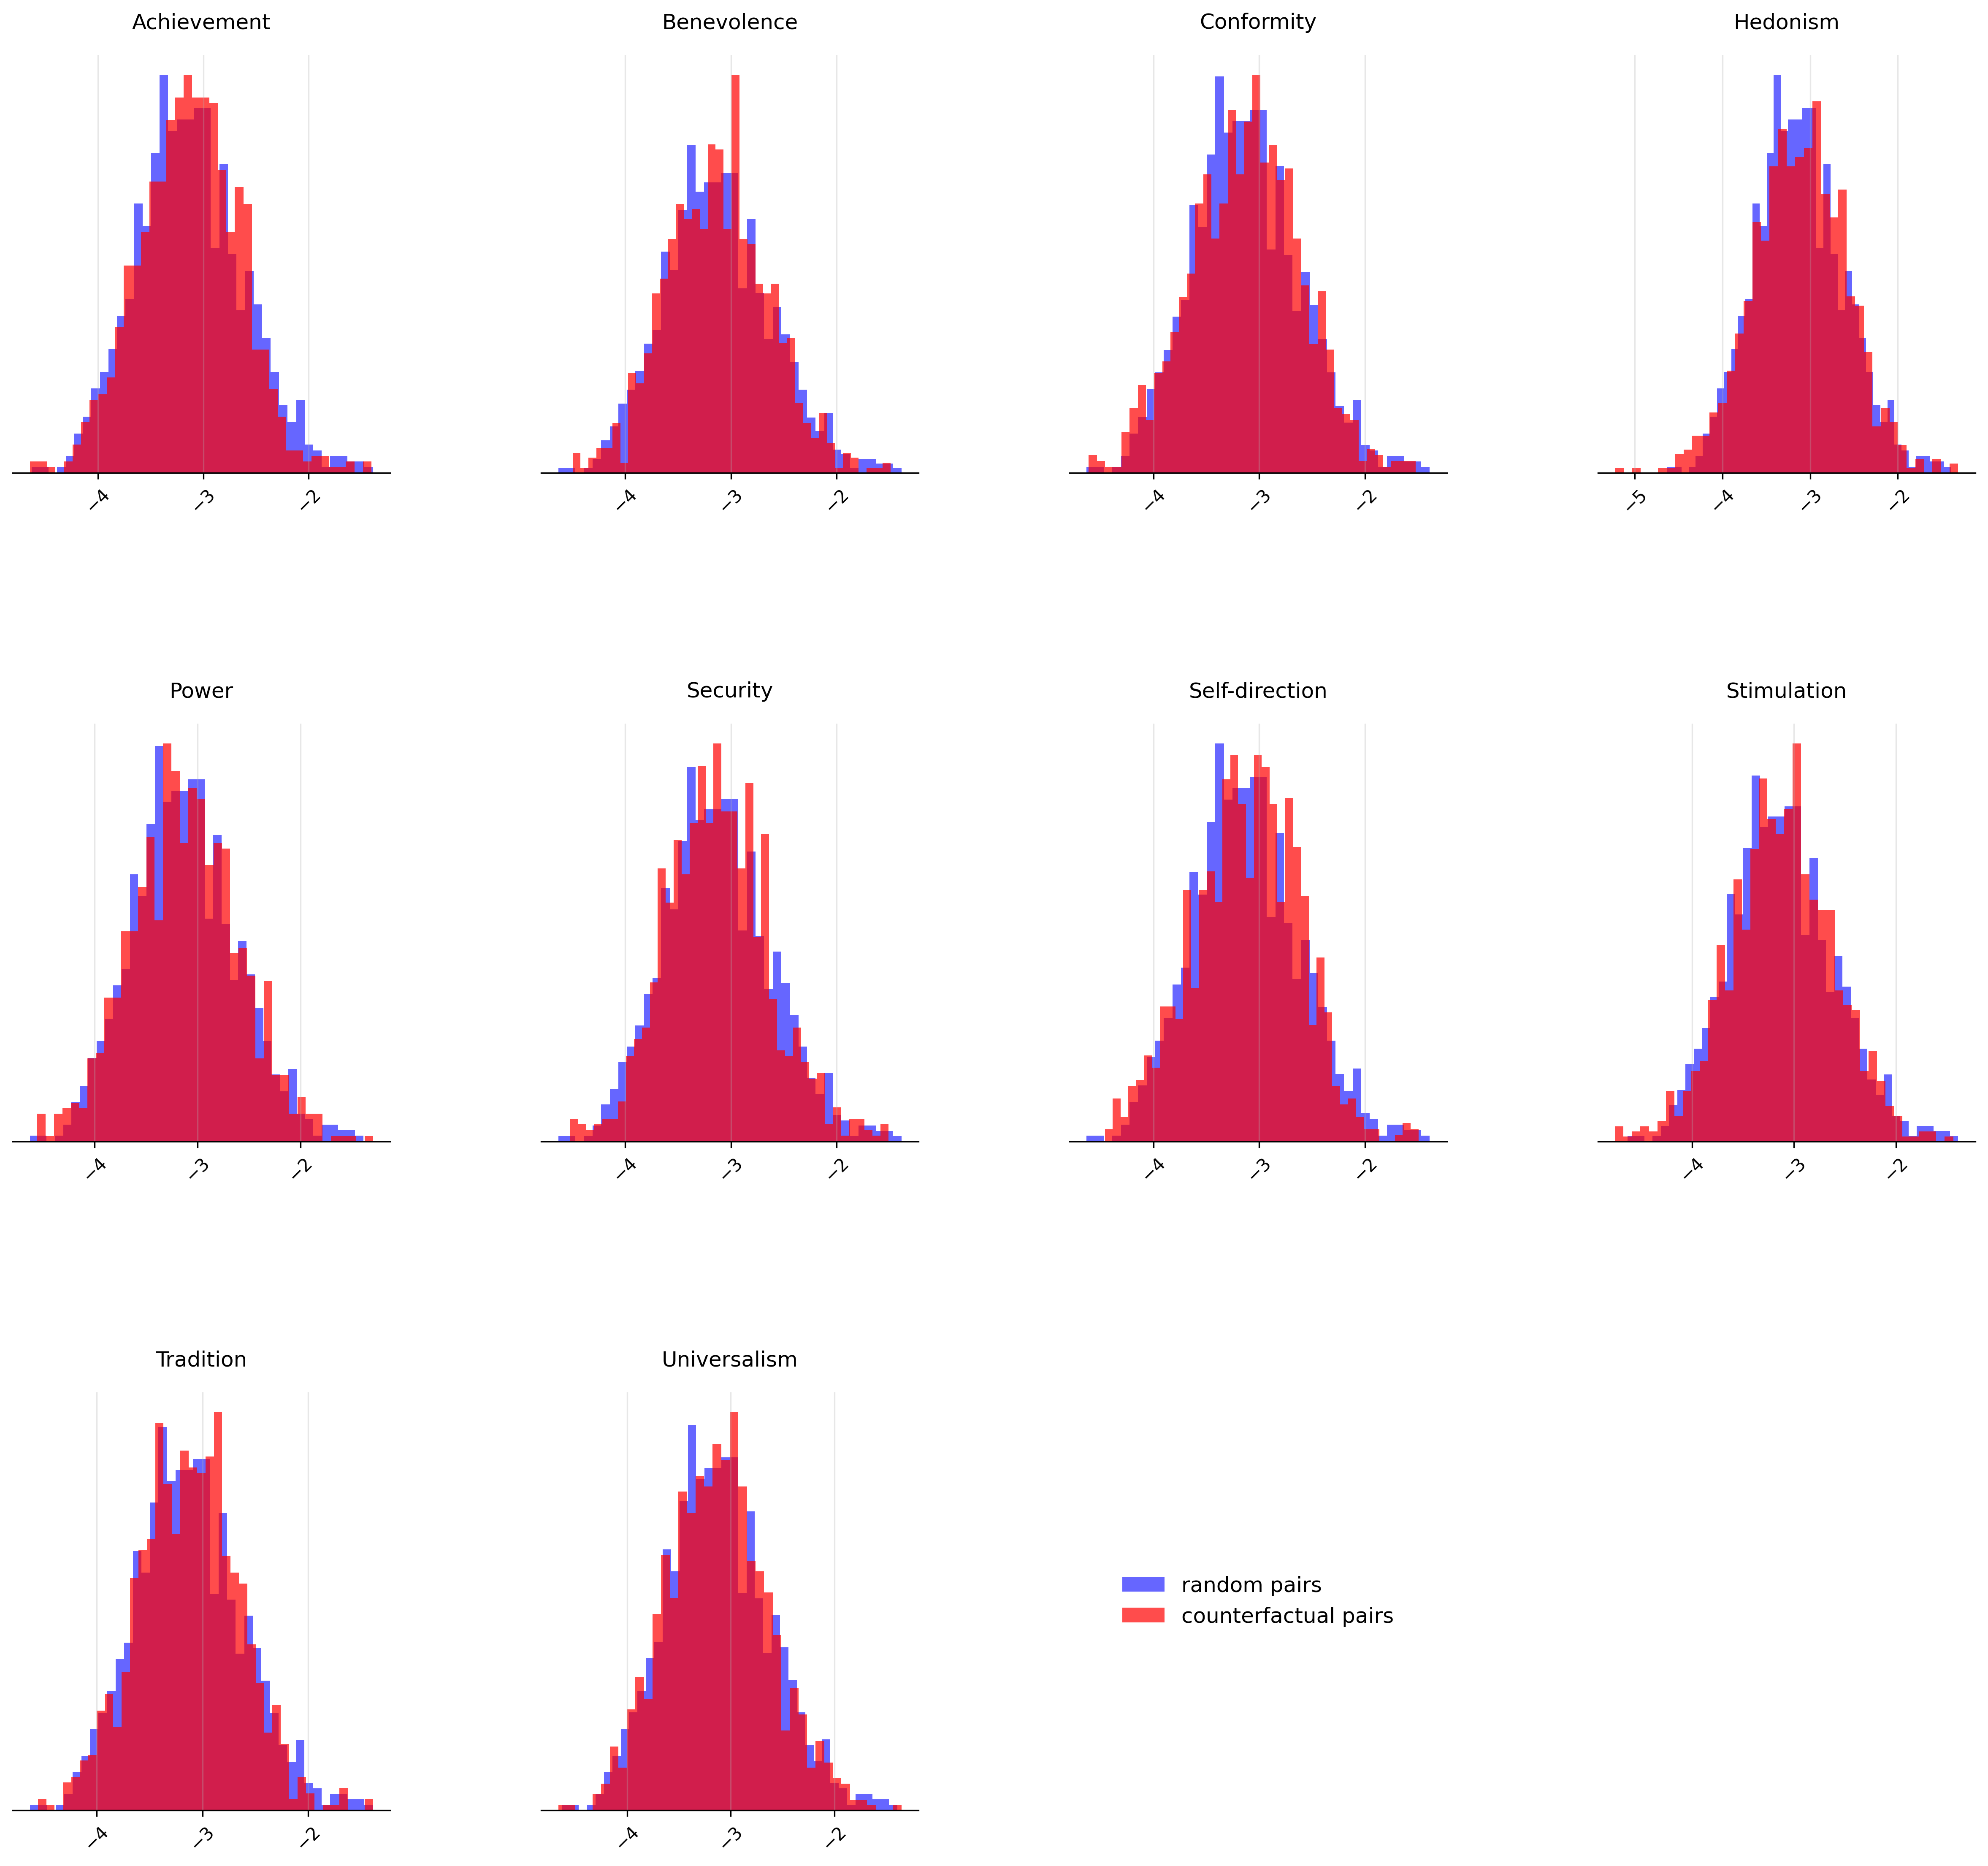 Achievement Benevolence Conformity Hedonism
−4 −3 −2 −4 −3 −2 −4 −3 −2 −5 −4 −3 −2
Power Security Self-direction Stimulation
−4 −3 −2 −4 −3 −2 −4 −3 −2 −4 −3 −2
Tradition Universalism
random pairs
counterfactual pairs
−4 −3 −2 −4 −3 −2